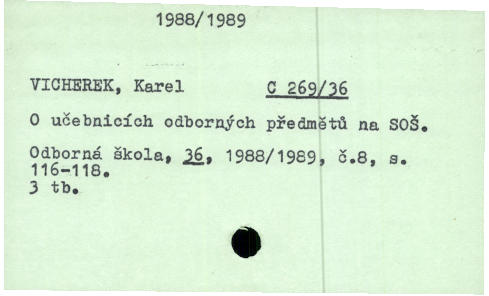 1988/1989
VICHEREK, Karel C 269/36
O učebnicích odborných předmětů na SOŠ.
Odborná škola, 36, 1988/1989, č.8, s.
116-118.
3 tb.